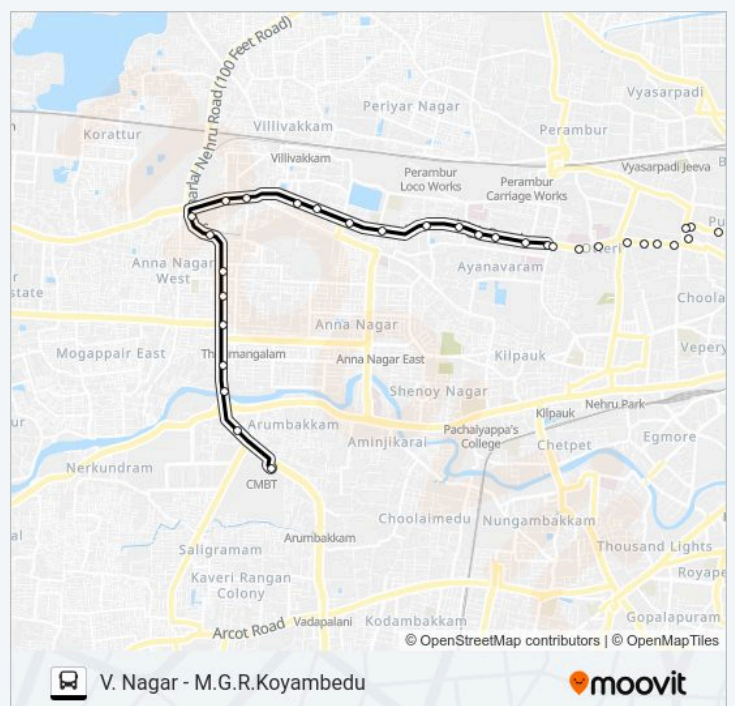 Jawaharlal Nehru Road (100 Feet Road)
Vyasarpadi
Periyar Nagar
Korattur
Villivakkam
Perambur
Villivakkam
Perambur
Loco Works
Perambur
Carriage Works
Vyasarpadi Jeeva
Pu
Otteri
Anna Nagar
West
Ayanavaram
estate
Choola
Anna Nagar
Mogappair East
Thirumangalam
Anna Nagar East
Kilpauk
Vepery
Shenoy Nagar
Nehru Park
Kilpauk
Arumbakkam
Pachaiyappa's
College
Egmore
Aminjikarai
Chetpet
Nerkundram
CMBT
Choolaimedu
Nungambakkam
Arumbakkam
Saligramam
Thousand Lights
Kaveri Rangan
Colony
Royape
Vadapalani
Kodambakkam
Gopalapuram
Arcot Road
© OpenStreetMap contributors | © OpenMapTiles
V. Nagar - M.G.R.Koyambedu
moovit